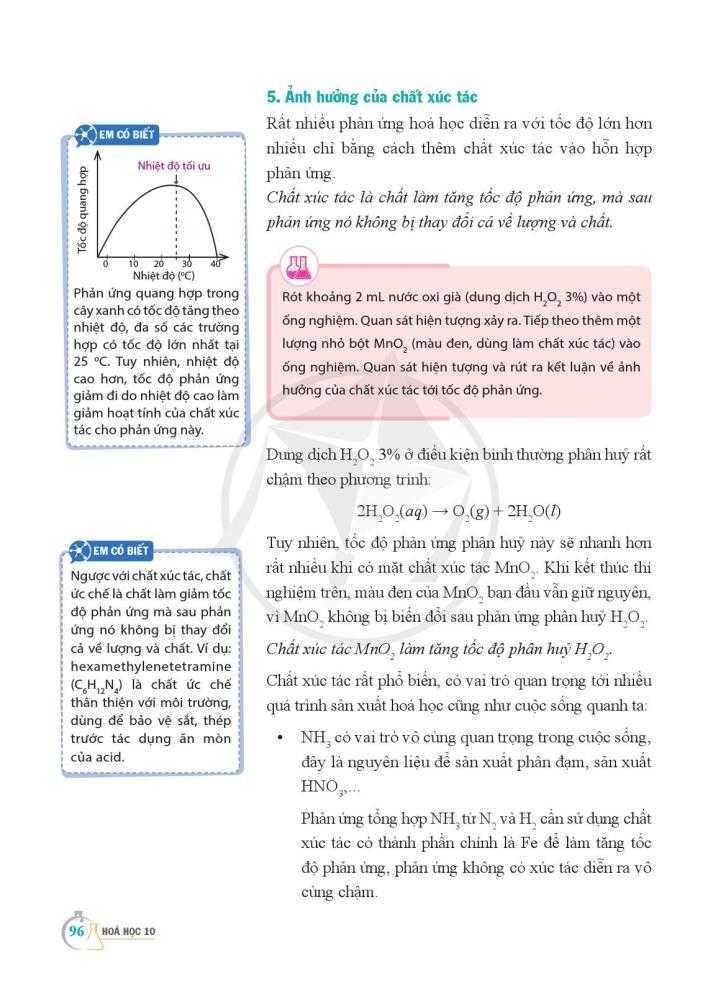 5. Ảnh hưởng của chất xúc tác
Rất nhiều phản ứng hoá học diễn ra với tốc độ lớn hơn
nhiều chỉ bằng cách thêm chất xúc tác vào hỗn hợp
phản ứng.
Chất xúc tác là chất làm tăng tốc độ phản ứng, mà sau
phản ứng nó không bị thay đổi cả về lượng và chất.
EM CÓ BIẾT
Nhiệt độ tối ưu
Tốc độ quang hợp
0 10 20 30 40
Nhiệt độ (ºC)
Phản ứng quang hợp trong
cây xanh có tốc độ tăng theo
nhiệt độ, đa số các trường
hợp có tốc độ lớn nhất tại
25 ºC. Tuy nhiên, nhiệt độ
cao hơn, tốc độ phản ứng
giảm đi do nhiệt độ cao làm
giảm hoạt tính của chất xúc
tác cho phản ứng này.
Rót khoảng 2 mL nước oxi già (dung dịch H₂O₂ 3%) vào một
ống nghiệm. Quan sát hiện tượng xảy ra. Tiếp theo thêm một
lượng nhỏ bột MnO₂ (màu đen, dùng làm chất xúc tác) vào
ống nghiệm. Quan sát hiện tượng và rút ra kết luận về ảnh
hưởng của chất xúc tác tới tốc độ phản ứng.
Dung dịch H₂O₂ 3% ở điều kiện bình thường phân huỷ rất
chậm theo phương trình:
2H₂O₂(aq) → O₂(g) + 2H₂O(l)
Tuy nhiên, tốc độ phản ứng phân huỷ này sẽ nhanh hơn
rất nhiều khi có mặt chất xúc tác MnO₂. Khi kết thúc thí
nghiệm trên, màu đen của MnO₂ ban đầu vẫn giữ nguyên,
vì MnO₂ không bị biến đổi sau phản ứng phân huỷ H₂O₂.
Chất xúc tác MnO₂ làm tăng tốc độ phân huỷ H₂O₂.
Chất xúc tác rất phổ biến, có vai trò quan trọng tới nhiều
quá trình sản xuất hoá học cũng như cuộc sống quanh ta:
• NH₃ có vai trò vô cùng quan trọng trong cuộc sống,
đây là nguyên liệu để sản xuất phân đạm, sản xuất
HNO₃,...
Phản ứng tổng hợp NH₃ từ N₂ và H₂ cần sử dụng chất
xúc tác có thành phần chính là Fe để làm tăng tốc
độ phản ứng, phản ứng không có xúc tác diễn ra vô
cùng chậm.
EM CÓ BIẾT
Ngược với chất xúc tác, chất
ức chế là chất làm giảm tốc
độ phản ứng mà sau phản
ứng nó không bị thay đổi
cả về lượng và chất. Ví dụ:
hexamethylenetetramine
(C₆H₁₂N₄) là chất ức chế
thân thiện với môi trường,
dùng để bảo vệ sắt, thép
trước tác dụng ăn mòn
của acid.
96 HOÁ HỌC 10